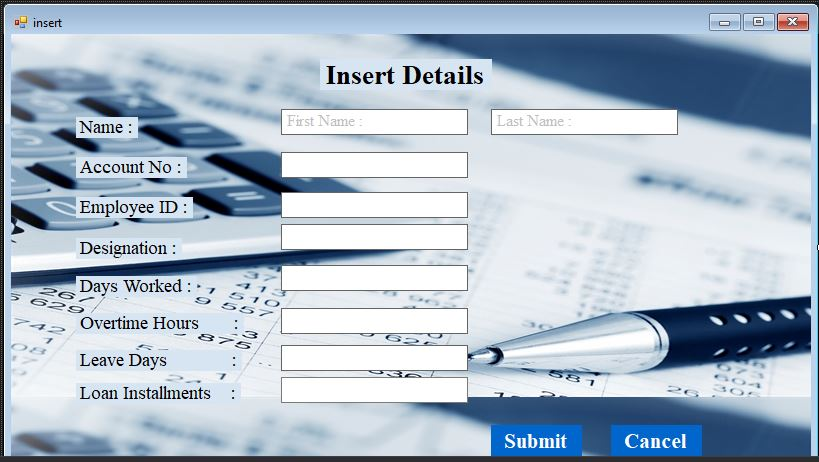 insert
Insert Details
Name : First Name : Last Name :
Account No :
Employee ID :
Designation :
Days Worked :
Overtime Hours :
Leave Days :
Loan Installments :
Submit Cancel